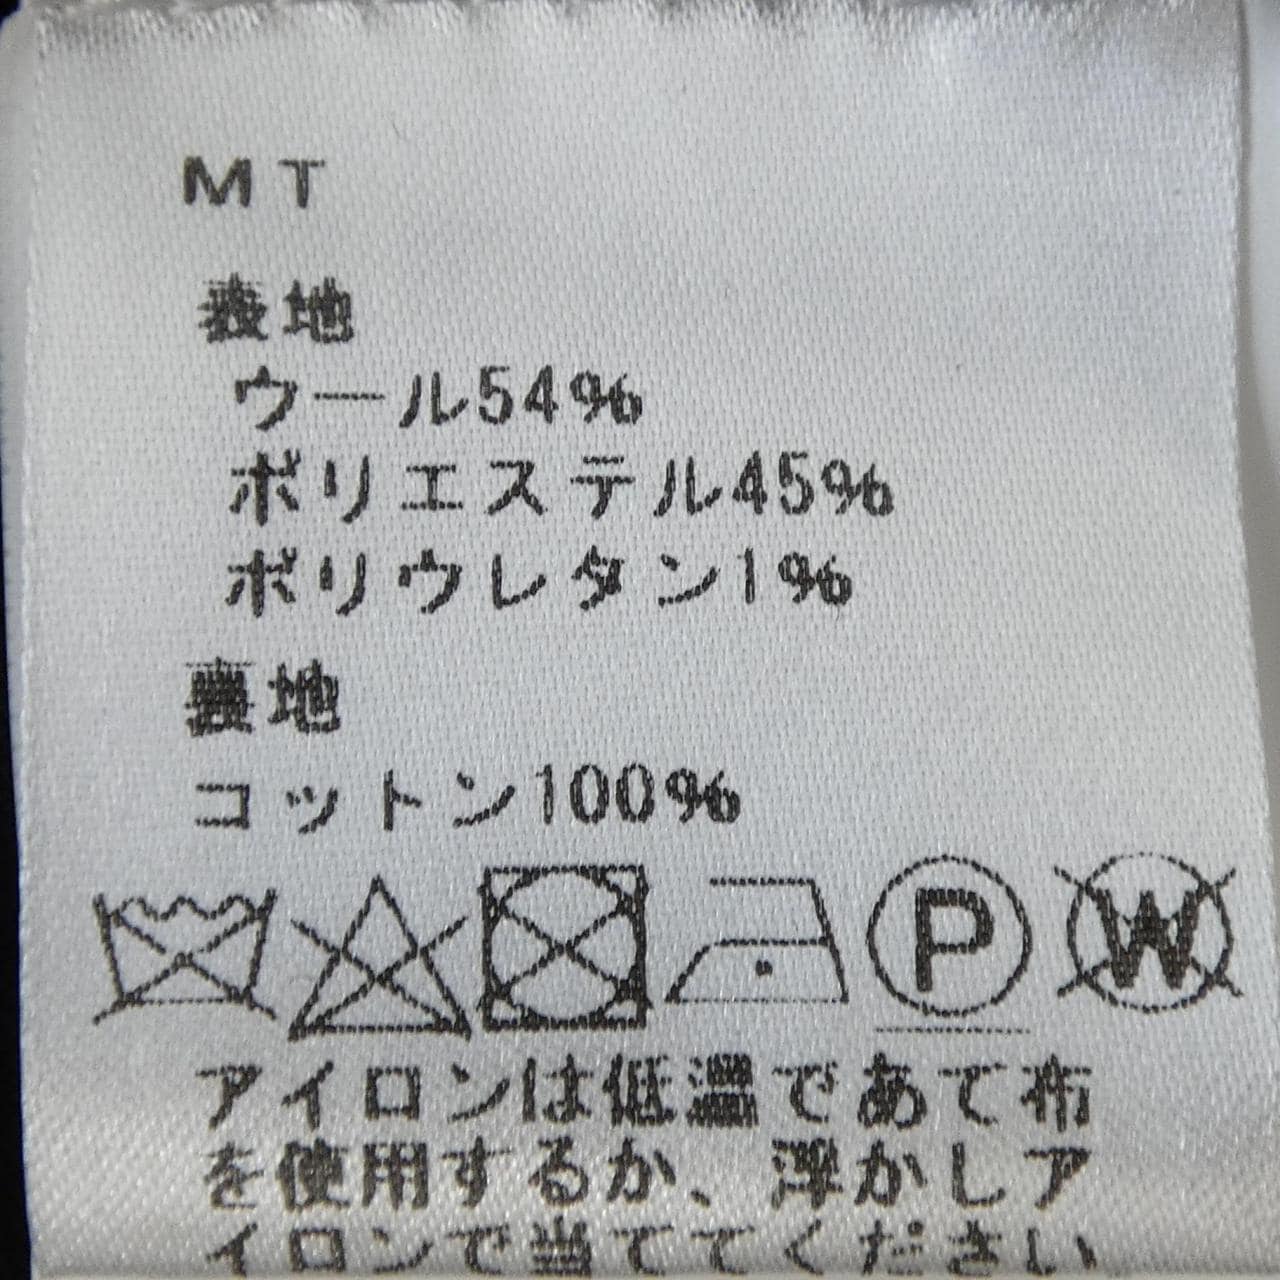 MT
表地
ウール54%
ポリエステル45%
ポリウレタン1%
裏地
コットン100%
P W
アイロンは低温であて布
を使用するか、浮かしア
イロンで当ててください